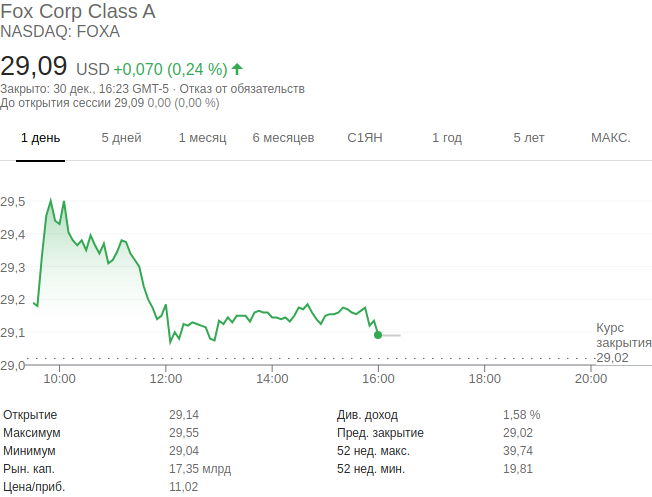 Fox Corp Class A
NASDAQ: FOXA
29,09 USD +0,070 (0,24 %)
Закрыто: 30 дек., 16:23 GMT-5 · Отказ от обязательств
До открытия сессии 29,09 0,00 (0,00 %)
1 день 5 дней 1 месяц 6 месяцев С1ЯН 1 год 5 лет МАКС.
29,5
29,4
29,3
29,2
29,1
29,0
Курс
закрытия
29,02
10:00 12:00 14:00 16:00 18:00 20:00
Открытие 29,14 Див. доход 1,58 %
Максимум 29,55 Пред. закрытие 29,02
Минимум 29,04 52 нед. макс. 39,74
Рын. кап. 17,35 млрд 52 нед. мин. 19,81
Цена/приб. 11,02